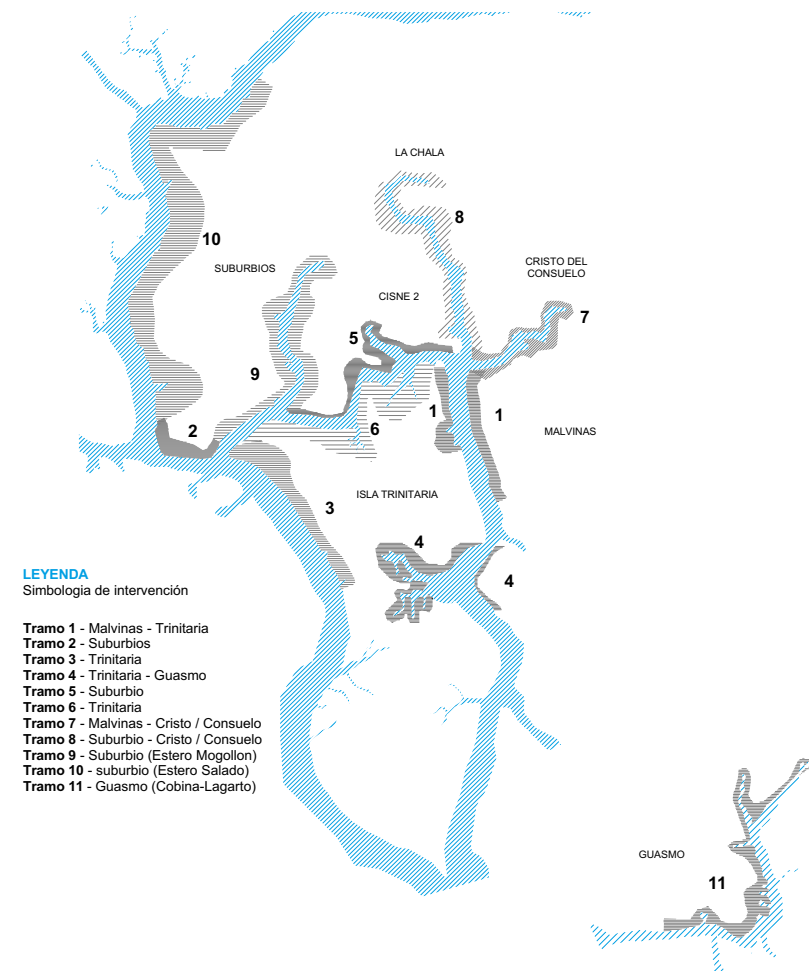 LA CHALA
8
10
SUBURBIOS
CRISTO DEL
CONSUELO
CISNE 2
7
5
9
1
1
6
2
MALVINAS
ISLA TRINITARIA
3
4
4
LEYENDA
Simbologia de intervención
Tramo 1 - Malvinas - Trinitaria
Tramo 2 - Suburbios
Tramo 3 - Trinitaria
Tramo 4 - Trinitaria - Guasmo
Tramo 5 - Suburbio
Tramo 6 - Trinitaria
Tramo 7 - Malvinas - Cristo / Consuelo
Tramo 8 - Suburbio - Cristo / Consuelo
Tramo 9 - Suburbio (Estero Mogollon)
Tramo 10 - suburbio (Estero Salado)
Tramo 11 - Guasmo (Cobina-Lagarto)
GUASMO
11